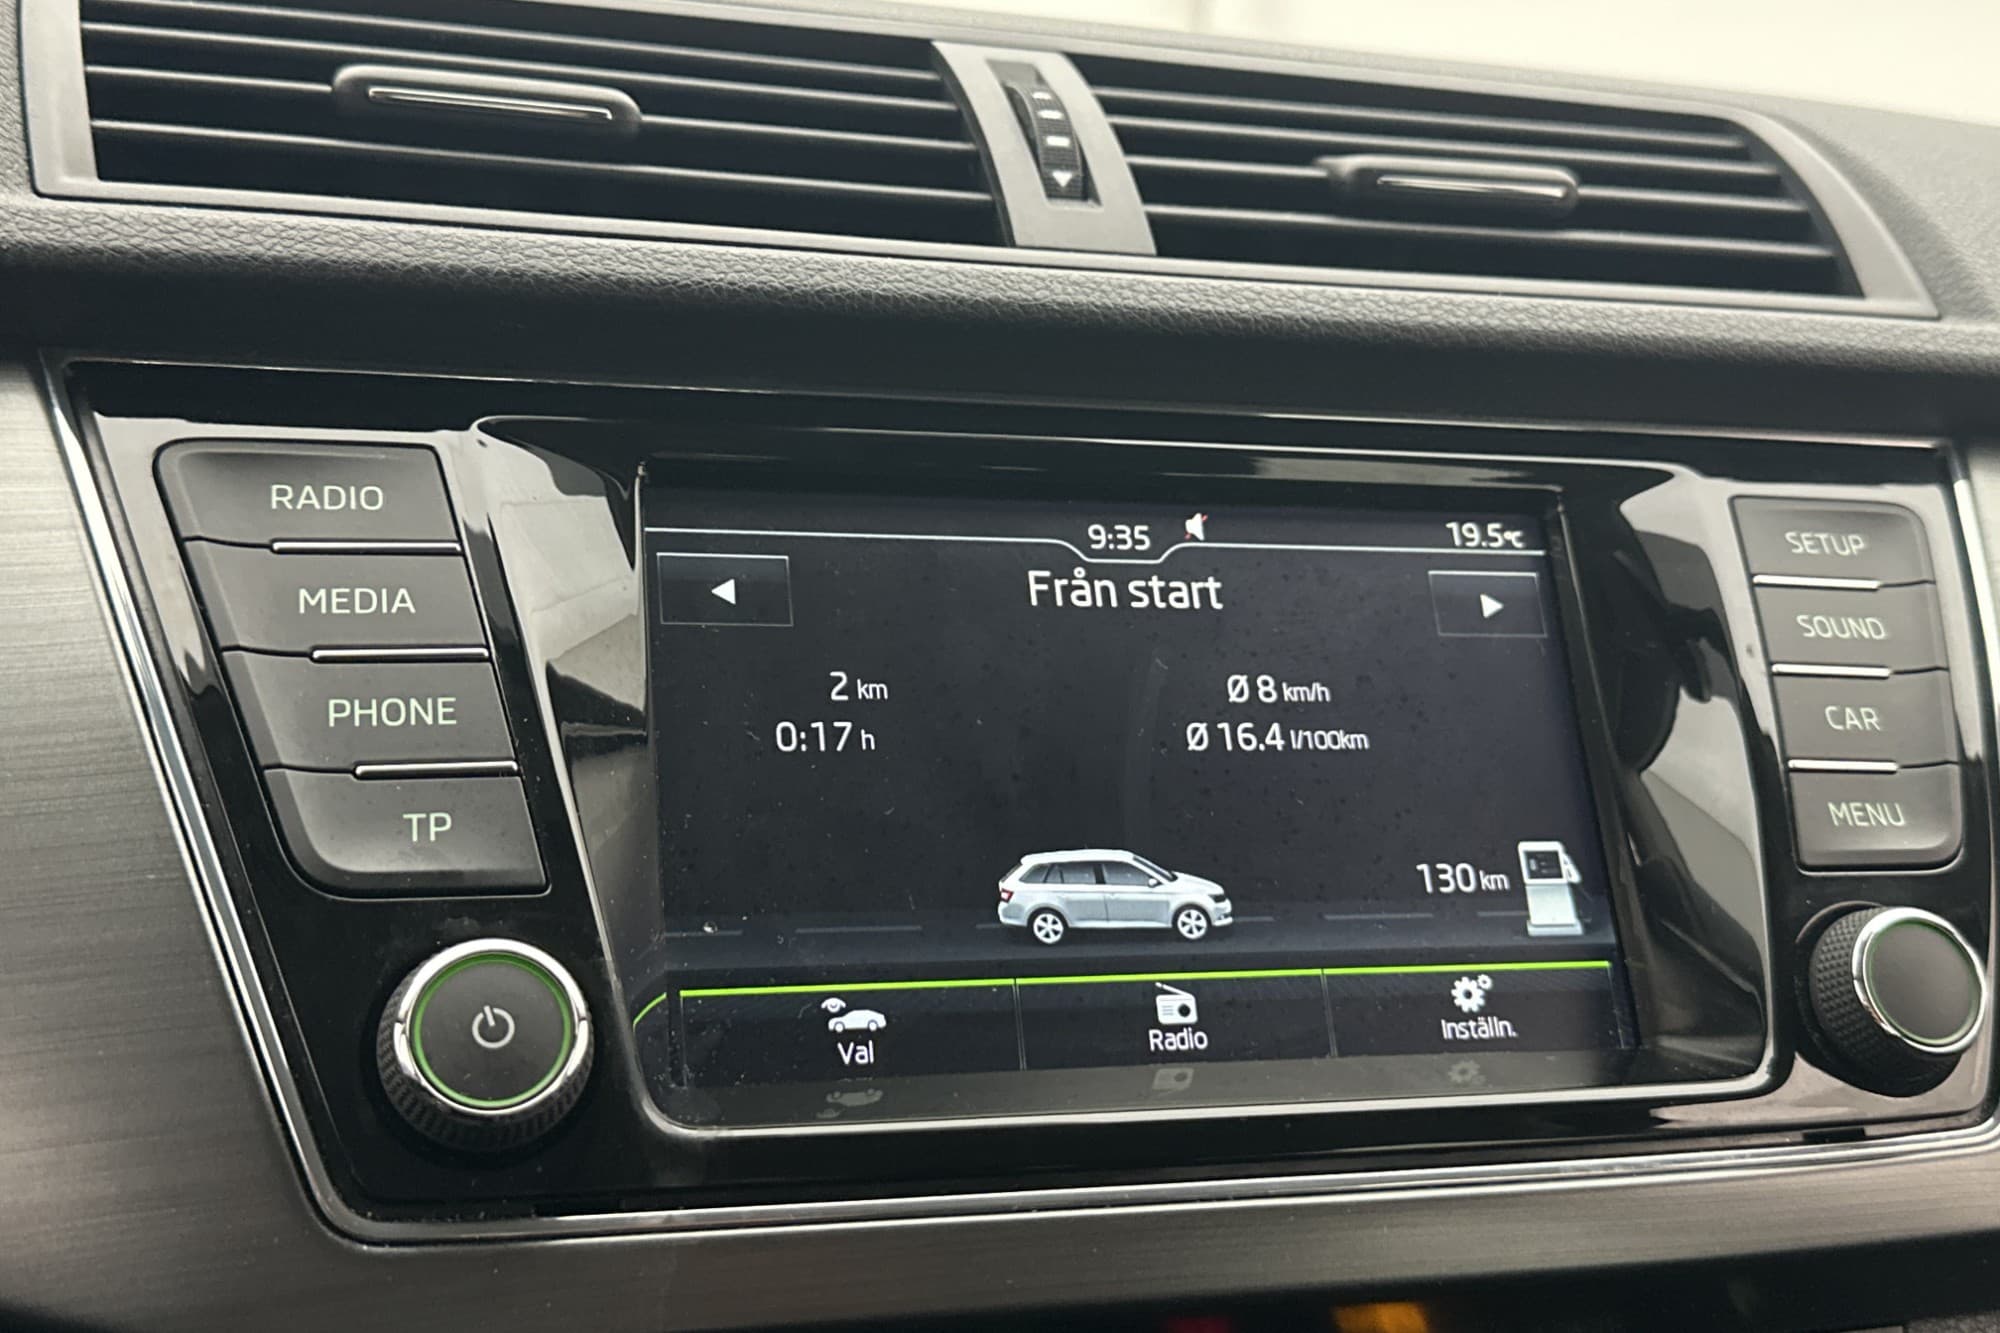 RADIO
MEDIA
PHONE
TP
9:35
19.5°C
Från start
2 km
Ø 8 km/h
0:17 h
Ø 16.4 l/100km
130 km
Val
Radio
Inställn.
SETUP
SOUND
CAR
MENU